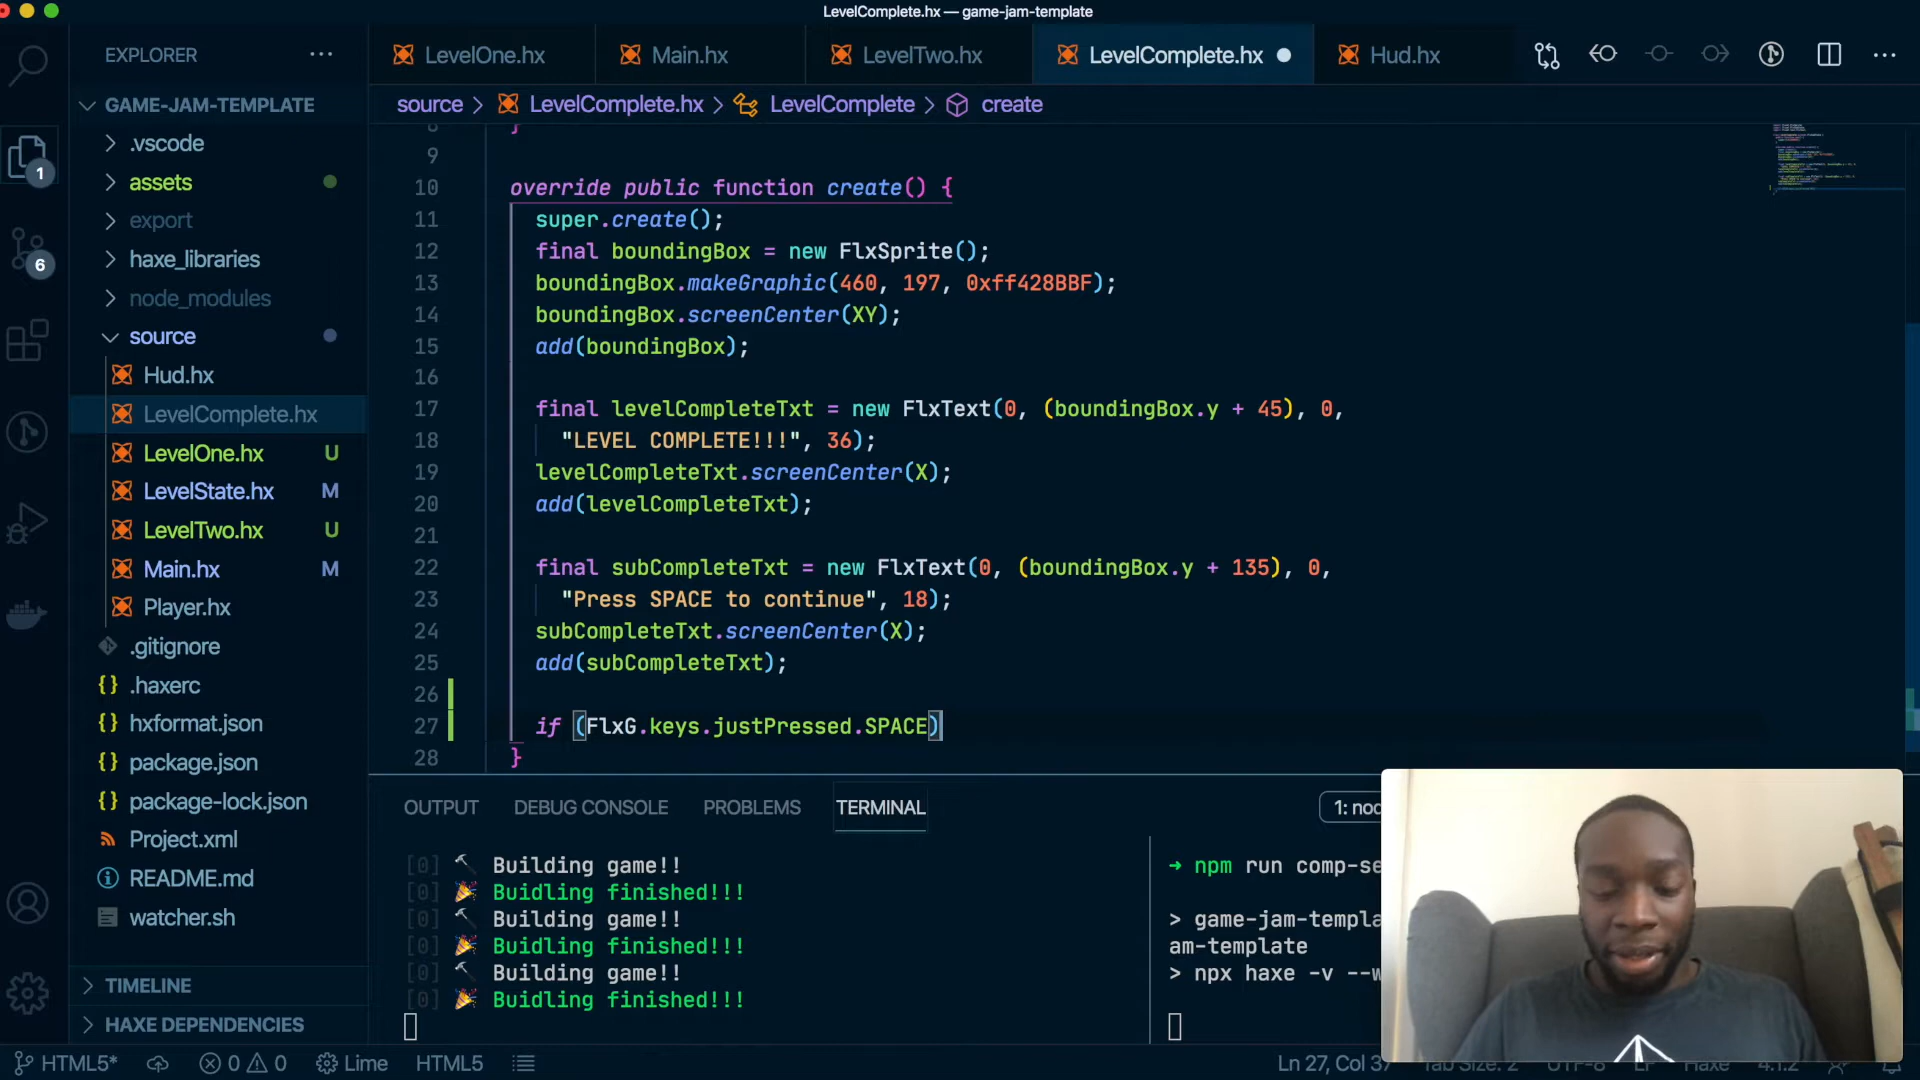 LevelComplete.hx — game-jam-template
EXPLORER
LevelOne.hx
Main.hx
LevelTwo.hx
LevelComplete.hx
Hud.hx
source > LevelComplete.hx > LevelComplete > create
GAME-JAM-TEMPLATE
.vscode
assets
export
haxe_libraries
node_modules
source
Hud.hx
LevelComplete.hx
LevelOne.hx U
LevelState.hx M
LevelTwo.hx U
Main.hx M
Player.hx
.gitignore
.haxerc
hxformat.json
package.json
package-lock.json
Project.xml
README.md
watcher.sh
TIMELINE
HAXE DEPENDENCIES
1
6
9
10 override public function create() {
11 super.create();
12 final boundingBox = new FlxSprite();
13 boundingBox.makeGraphic(460, 197, 0xff428BBF);
14 boundingBox.screenCenter(XY);
15 add(boundingBox);
16
17 final levelCompleteTxt = new FlxText(0, (boundingBox.y + 45), 0,
18 "LEVEL COMPLETE!!!", 36);
19 levelCompleteTxt.screenCenter(X);
20 add(levelCompleteTxt);
21
22 final subCompleteTxt = new FlxText(0, (boundingBox.y + 135), 0,
23 "Press SPACE to continue", 18);
24 subCompleteTxt.screenCenter(X);
25 add(subCompleteTxt);
26
27 if (FlxG.keys.justPressed.SPACE)
28 }
OUTPUT DEBUG CONSOLE PROBLEMS TERMINAL
1:
[0] Building game!!
[0] Buidling finished!!!
[0] Building game!!
[0] Buidling finished!!!
[0] Building game!!
[0] Buidling finished!!!
→ npm run
> game-jam-
am-template
> npx haxe -v
HTML5* 0 0 Lime HTML5
Ln 27, Col